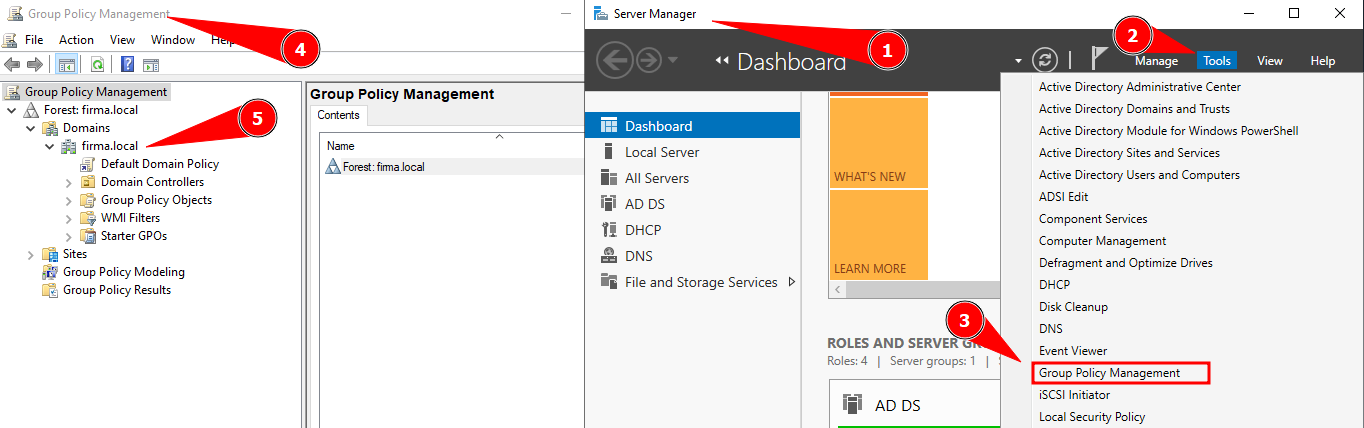 Group Policy Management
4
File Action View Window Help
Group Policy Management
Forest: firma.local
Domains
firma.local
5
Default Domain Policy
Domain Controllers
Group Policy Objects
WMI Filters
Starter GPOs
Sites
Group Policy Modeling
Group Policy Results
Group Policy Management
Contents
Name
Forest: firma.local
Server Manager
1
2
Dashboard
Manage Tools View Help
Dashboard
Local Server
All Servers
AD DS
DHCP
DNS
File and Storage Services
WHAT'S NEW
LEARN MORE
3
ROLES AND SERVER GR
Roles: 4 | Server groups: 1 |
AD DS
Active Directory Administrative Center
Active Directory Domains and Trusts
Active Directory Module for Windows PowerShell
Active Directory Sites and Services
Active Directory Users and Computers
ADSI Edit
Component Services
Computer Management
Defragment and Optimize Drives
DHCP
Disk Cleanup
DNS
Event Viewer
Group Policy Management
iSCSI Initiator
Local Security Policy